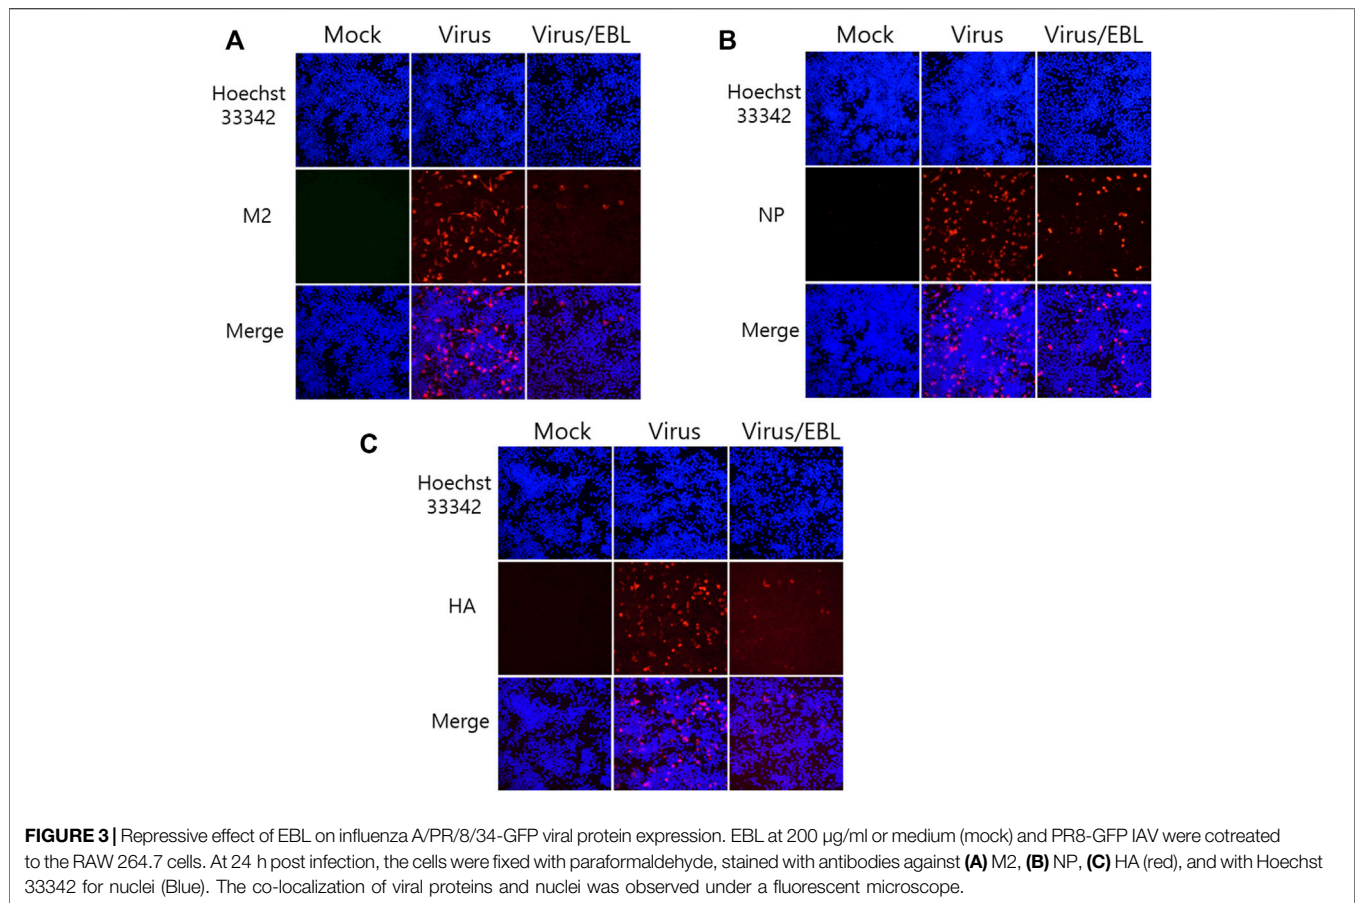 A
Mock Virus Virus/EBL
Hoechst
33342
M2
Merge
B
Mock Virus Virus/EBL
Hoechst
33342
NP
Merge
C
Mock Virus Virus/EBL
Hoechst
33342
HA
Merge
FIGURE 3 | Repressive effect of EBL on influenza A/PR/8/34-GFP viral protein expression. EBL at 200 μg/ml or medium (mock) and PR8-GFP IAV were cotreated
to the RAW 264.7 cells. At 24 h post infection, the cells were fixed with paraformaldehyde, stained with antibodies against (A) M2, (B) NP, (C) HA (red), and with Hoechst
33342 for nuclei (Blue). The co-localization of viral proteins and nuclei was observed under a fluorescent microscope.